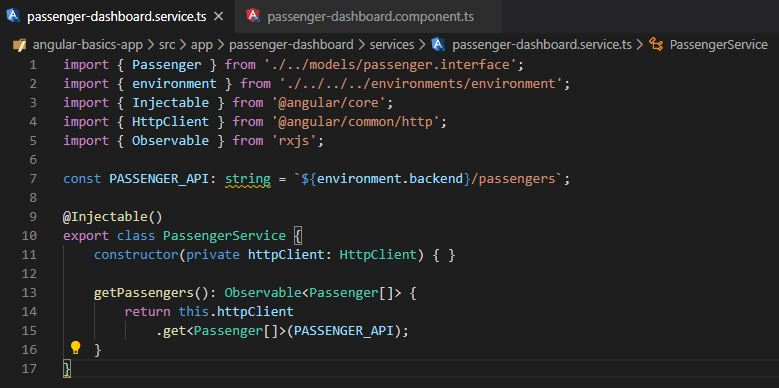 passenger-dashboard.service.ts × passenger-dashboard.component.ts
angular-basics-app > src > app > passenger-dashboard > services > passenger-dashboard.service.ts > PassengerService
1 import { Passenger } from './../models/passenger.interface';
2 import { environment } from './../../../environments/environment';
3 import { Injectable } from '@angular/core';
4 import { HttpClient } from '@angular/common/http';
5 import { Observable } from 'rxjs';
6
7 const PASSENGER_API: string = `${environment.backend}/passengers`;
8
9 @Injectable()
10 export class PassengerService {
11     constructor(private httpClient: HttpClient) { }
12
13     getPassengers(): Observable<Passenger[]> {
14         return this.httpClient
15             .get<Passenger[]>(PASSENGER_API);
16     }
17 }